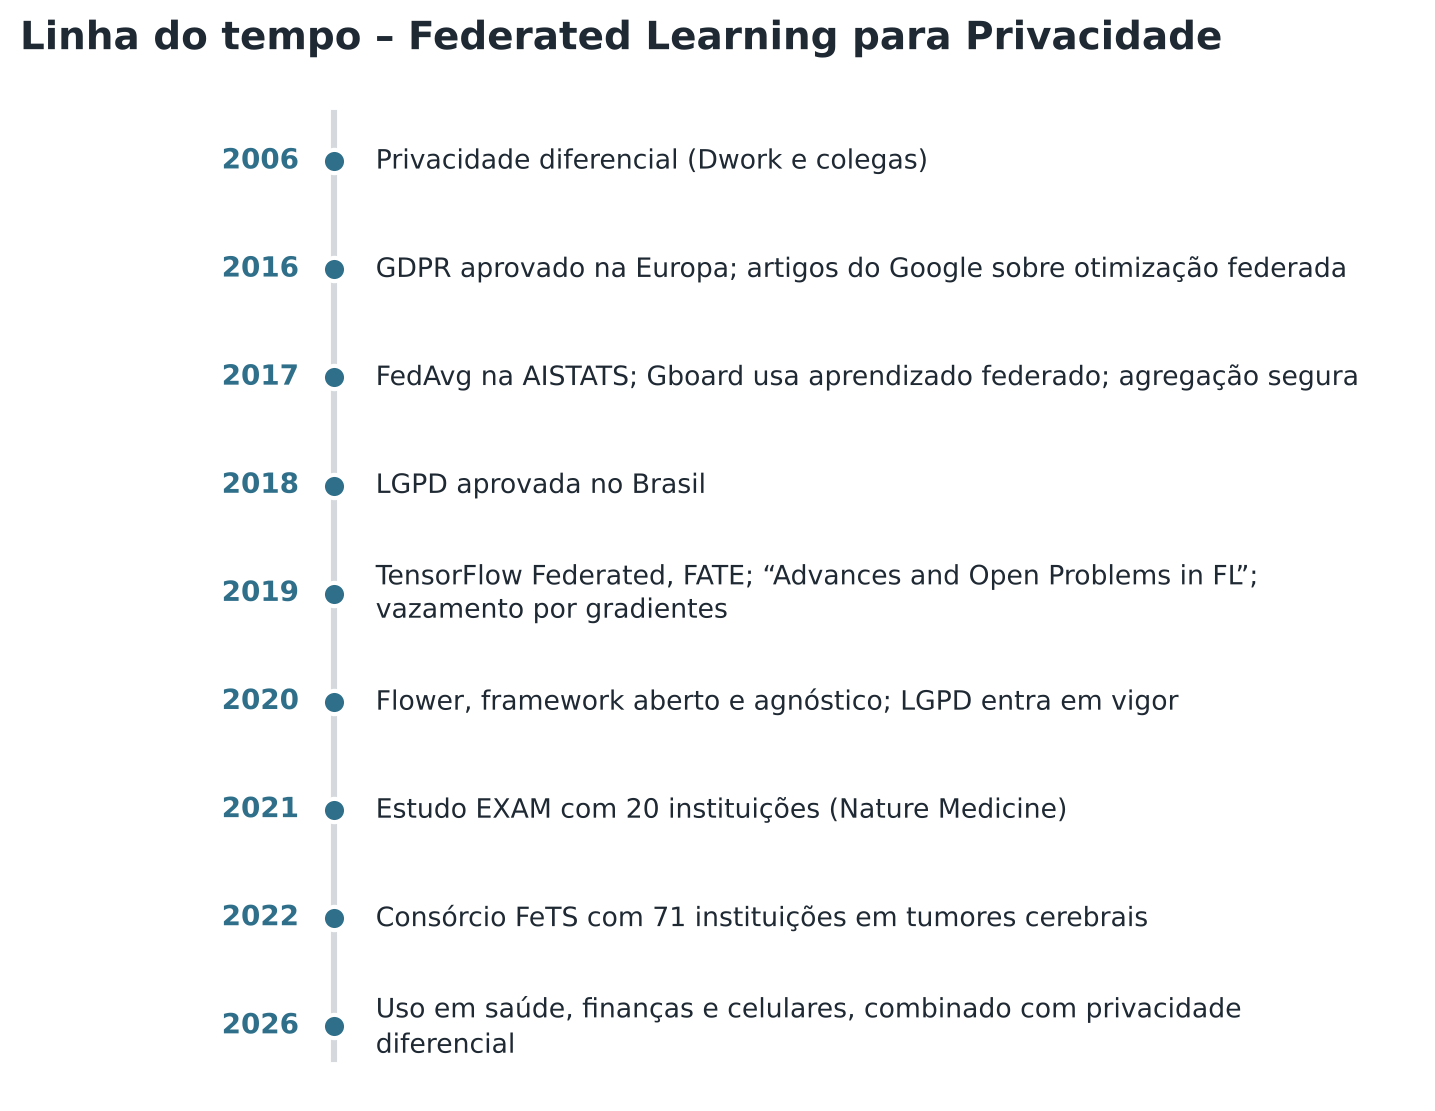 Linha do tempo – Federated Learning para Privacidade
2006
Privacidade diferencial (Dwork e colegas)
2016
GDPR aprovado na Europa; artigos do Google sobre otimização federada
2017
FedAvg na AISTATS; Gboard usa aprendizado federado; agregação segura
2018
LGPD aprovada no Brasil
2019
TensorFlow Federated, FATE; “Advances and Open Problems in FL”;
vazamento por gradientes
2020
Flower, framework aberto e agnóstico; LGPD entra em vigor
2021
Estudo EXAM com 20 instituições (Nature Medicine)
2022
Consórcio FeTS com 71 instituições em tumores cerebrais
2026
Uso em saúde, finanças e celulares, combinado com privacidade
diferencial